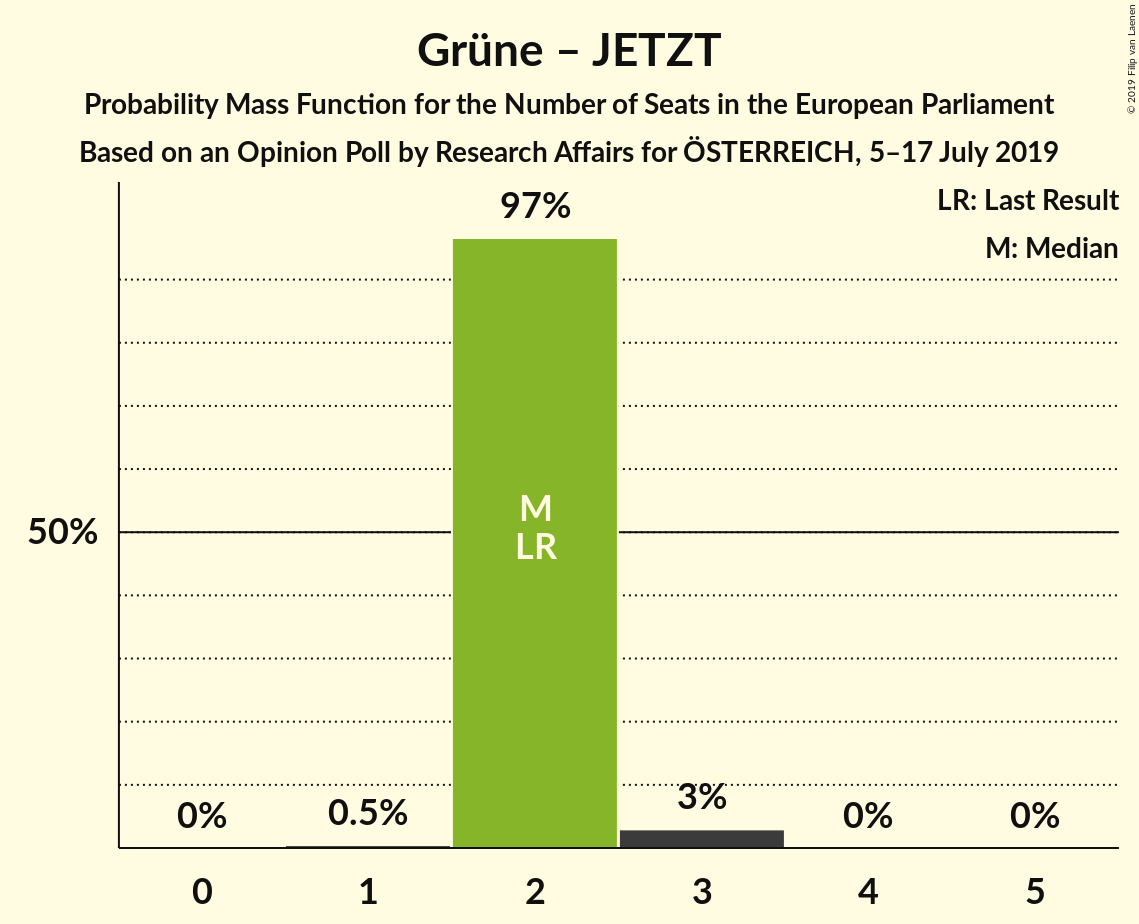 Grüne – JETZT
Probability Mass Function for the Number of Seats in the European Parliament
Based on an Opinion Poll by Research Affairs for ÖSTERREICH, 5–17 July 2019
© 2019 Filip van Laenen
LR: Last Result
M: Median
97%
M
LR
50%
0%
0.5%
3%
0%
0%
0
1
2
3
4
5